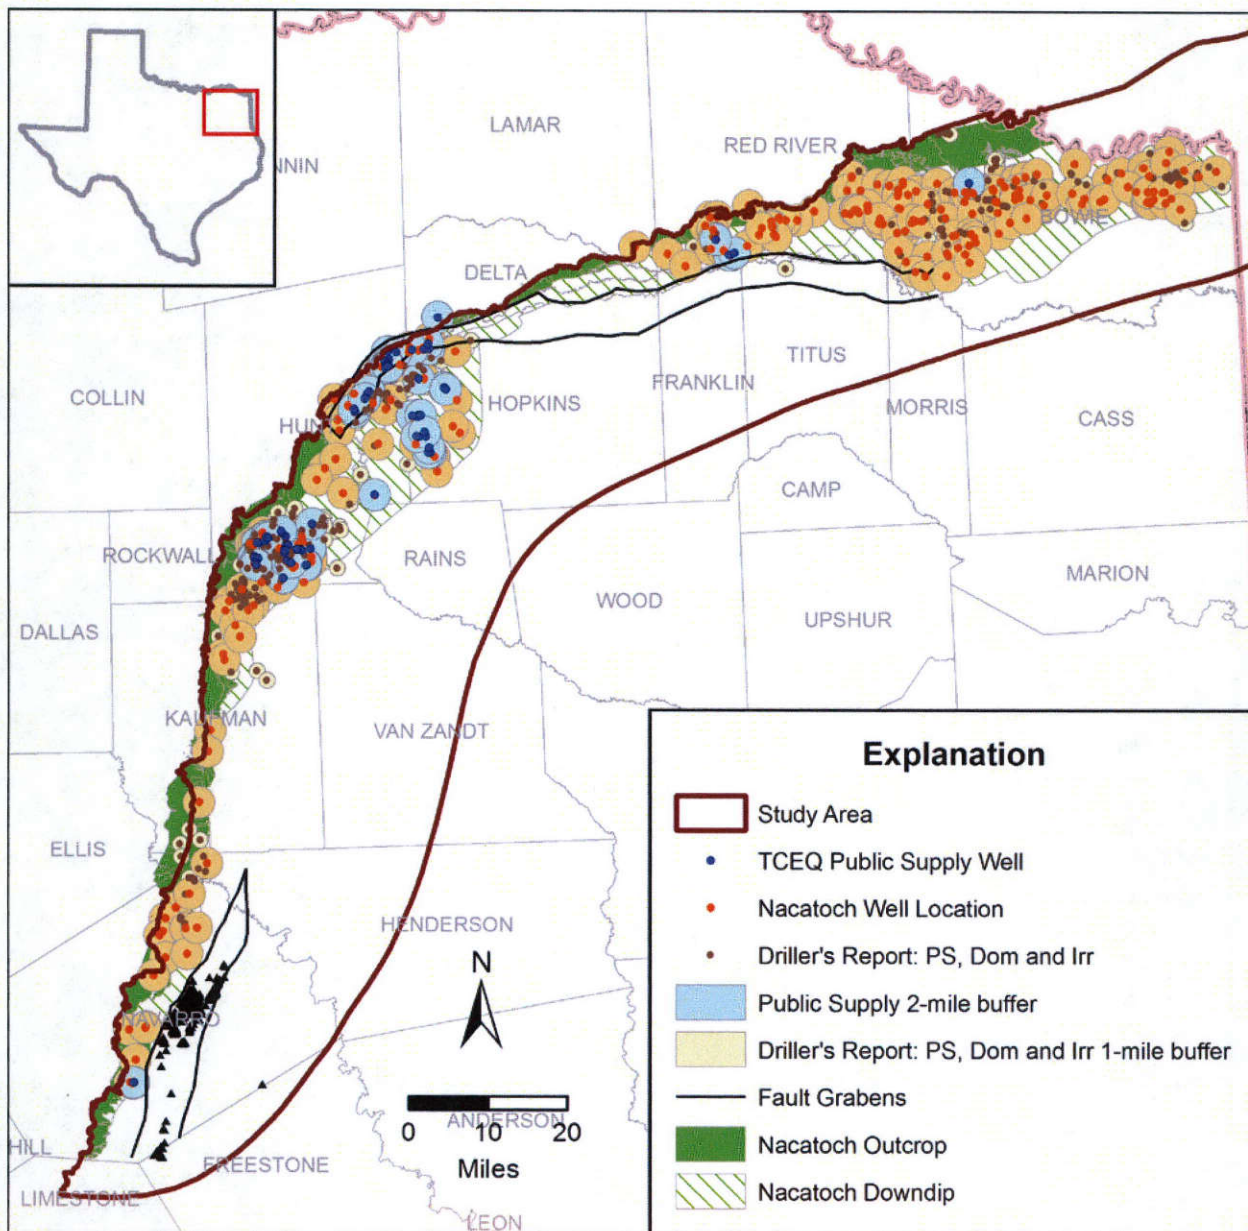 LAMAR
RED RIVER
NNIN
BOWIE
DELTA
TITUS
COLLIN
FRANKLIN
HOPKINS
MORRIS
CASS
HUN
CAMP
ROCKWALL
RAINS
MARION
WOOD
DALLAS
UPSHUR
KAUFMAN
VAN ZANDT
ELLIS
HENDERSON
NAVARRO
N
ANDERSON
0 10 20
Miles
HILL
FREESTONE
LIMESTONE
LEON
Explanation
Study Area
TCEQ Public Supply Well
Nacatoch Well Location
Driller's Report: PS, Dom and Irr
Public Supply 2-mile buffer
Driller's Report: PS, Dom and Irr 1-mile buffer
Fault Grabens
Nacatoch Outcrop
Nacatoch Downdip